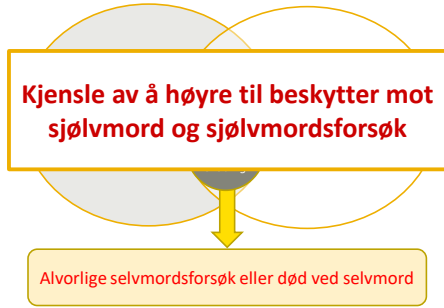 Kjensle av å høyre til beskytter mot
sjølvmord og sjølvmordsforsøk
Alvorlige selvmordsforsøk eller død ved selvmord